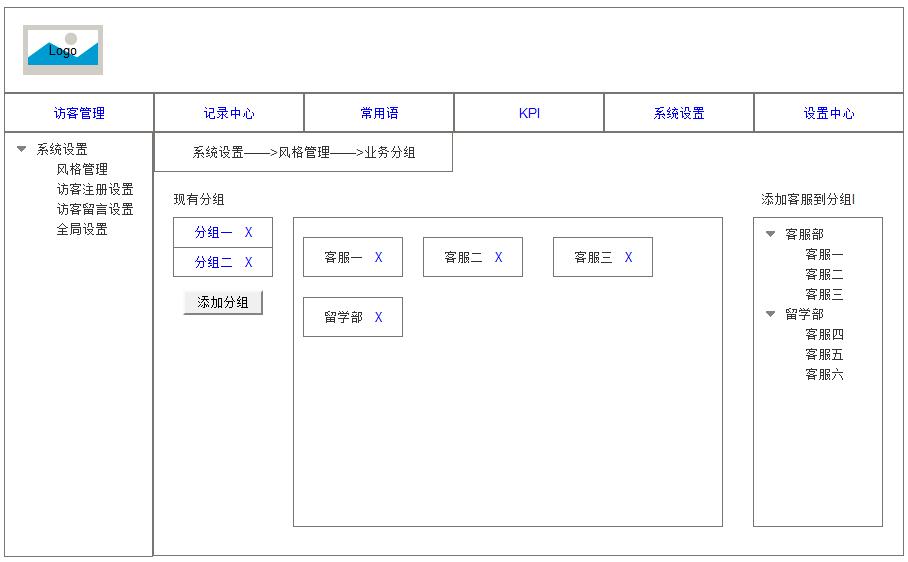 Logo
访客管理 记录中心 常用语 KPI 系统设置 设置中心
系统设置
风格管理
访客注册设置
访客留言设置
全局设置
系统设置——>风格管理——>业务分组
现有分组
分组一 X
分组二 X
添加分组
客服一 X 客服二 X 客服三 X
留学部 X
添加客服到分组I
客服部
客服一
客服二
客服三
留学部
客服四
客服五
客服六